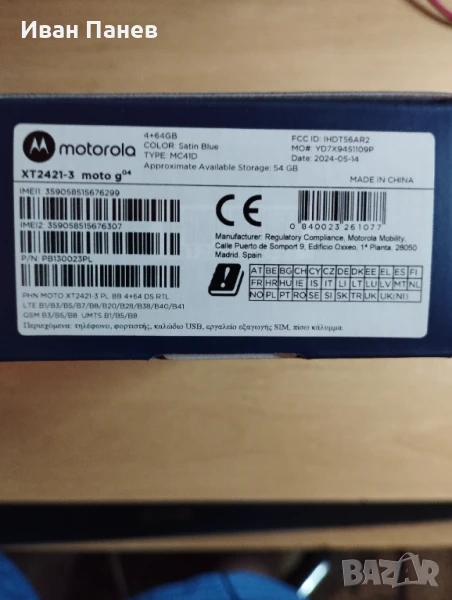 Иван Панев
motorola
4+64GB
COLOR: Satin Blue
TYPE: MC41D
Approximate Available Storage: 54 GB
FCC ID: IHDT56AR2
MO#: YD7X9451109P
Date: 2024-05-14
XT2421-3 moto g04
MADE IN CHINA
IMEI1 359058515676299
IMEI2 359058515676307
P/N: PB130023PL
CE
0 840023 261077
Manufacturer: Regulatory Compliance, Motorola Mobility.
Calle Puerto de Somport 9, Edificio Oxxeo, 1ª Planta. 28050
Madrid. Spain
AT BE BG CH CY CZ DE DK EE EL ES FI
FR HR HU IE IS IT LI LT LU LV MT NL
NO PL PT RO SE SI SK TR UK UK(NI)
PHN MOTO XT2421-3 PL BB 4+64 DS RTL
LTE B1/B3/B5/B7/B8/B20/B28/B38/B40/B41
GSM B3/B5/B8 UMTS B1/B5/B8
Περιεχόμενα: τηλέφωνο, φορτιστής, καλώδιο USB, εργαλείο εξαγωγής SIM, πίσω κάλυμμα.
BAZAR